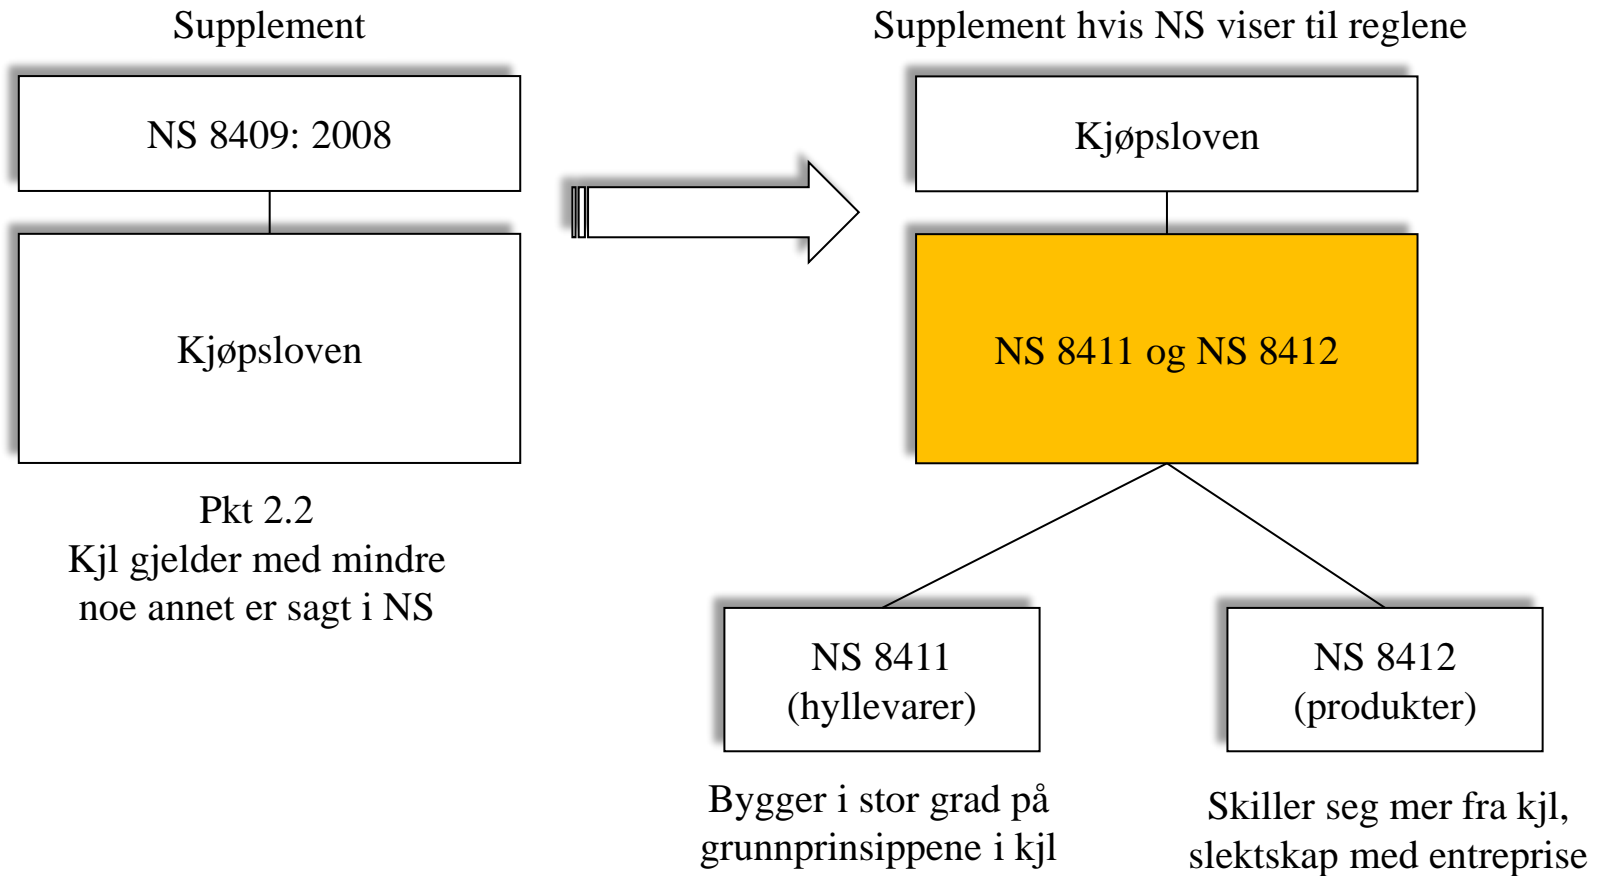 Supplement
NS 8409: 2008
Kjøpsloven
Pkt 2.2
Kjl gjelder med mindre
noe annet er sagt i NS
Supplement hvis NS viser til reglene
Kjøpsloven
NS 8411 og NS 8412
NS 8411
(hyllevarer)
Bygger i stor grad på
grunnprinsippene i kjl
NS 8412
(produkter)
Skiller seg mer fra kjl,
slektskap med entreprise